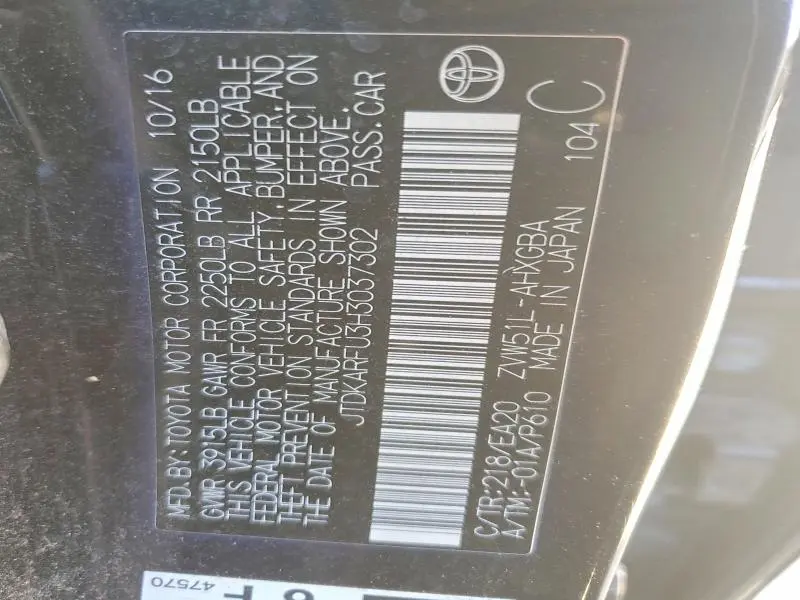 MFD. BY: TOYOTA MOTOR CORPORATION 10/16
GVWR 3915LB GAWR FR 2250LB RR 2150LB
THIS VEHICLE CONFORMS TO ALL APPLICABLE
FEDERAL MOTOR VEHICLE SAFETY, BUMPER, AND
THEFT PREVENTION STANDARDS IN EFFECT ON
THE DATE OF MANUFACTURE SHOWN ABOVE.
JTDKARFU3H3037302 PASS. CAR
C/TR:218/EA20 ZVW51L-AHXGBA
A/TM:-01A/P610 MADE IN JAPAN 104 C
47570